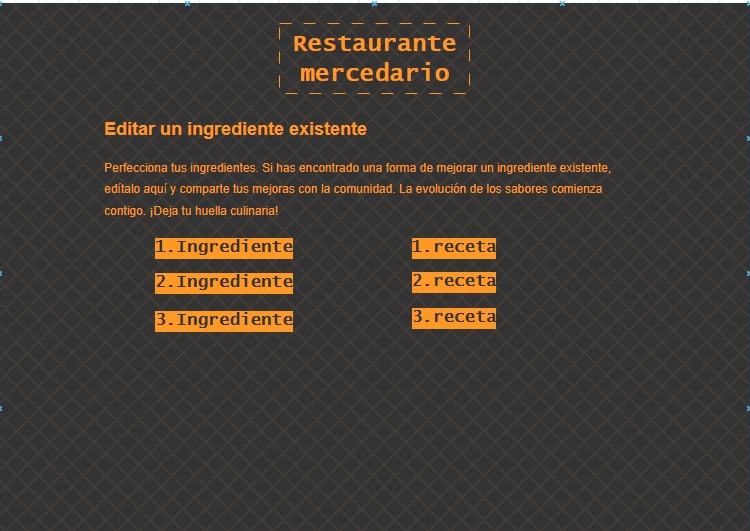 Restaurante
mercedario
Editar un ingrediente existente
Perfecciona tus ingredientes. Si has encontrado una forma de mejorar un ingrediente existente,
edítalo aquí y comparte tus mejoras con la comunidad. La evolución de los sabores comienza
contigo. ¡Deja tu huella culinaria!
1.Ingrediente
1.receta
2.Ingrediente
2.receta
3.Ingrediente
3.receta